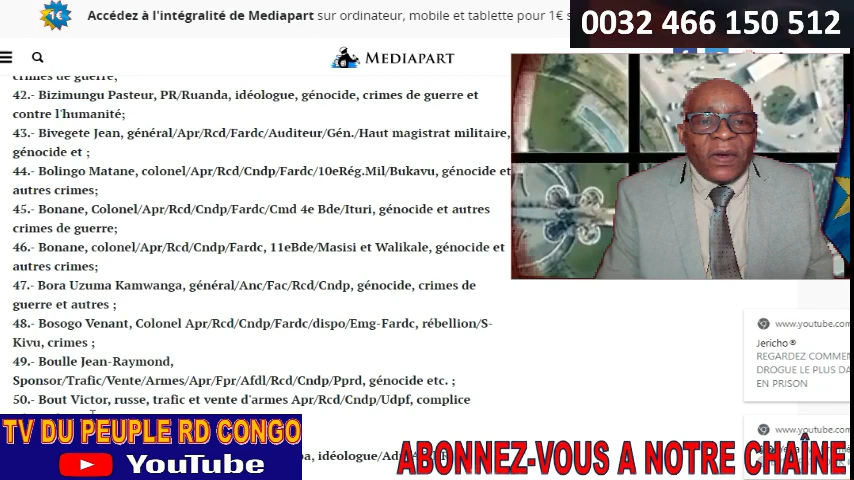 1€
Accédez à l'intégralité de Mediapart sur ordinateur, mobile et tablette pour 1€
0032 466 150 512
MEDIAPART
crimes de guerre;
42.- Bizimungu Pasteur, PR/Ruanda, idéologue, génocide, crimes de guerre et
contre l'humanité;
43.- Bivegete Jean, général/Apr/Rcd/Fardc/Auditeur/Gén./Haut magistrat militaire,
génocide et ;
44.- Bolingo Matane, colonel/Apr/Rcd/Cndp/Fardc/10eRég.Mil/Bukavu, génocide et
autres crimes;
45.- Bonane, Colonel/Apr/Rcd/Cndp/Fardc/Cmd 4e Bde/Ituri, génocide et autres
crimes de guerre;
46.- Bonane, colonel/Apr/Rcd/Cndp/Fardc, 11eBde/Masisi et Walikale, génocide et
autres crimes;
47.- Bora Uzuma Kamwanga, général/Anc/Fac/Rcd/Cndp, génocide, crimes de
guerre et autres ;
48.- Bosogo Venant, Colonel Apr/Rcd/Cndp/Fardc/dispo/Emg-Fardc, rébellion/S-
Kivu, crimes ;
49.- Boulle Jean-Raymond,
Sponsor/Trafic/Vente/Armes/Apr/Fpr/Afdl/Rcd/Cndp/Pprd, génocide etc. ;
50.- Bout Victor, russe, trafic et vente d'armes Apr/Rcd/Cndp/Udpf, complice
www.youtube.com
Jericho®
REGARDEZ COMMEN
DROGUE LE PLUS DA
EN PRISON
www.youtube.com
TV DU PEUPLE RD CONGO
YouTube
idéologue/
ABONNEZ-VOUS A NOTRE CHAÎNE